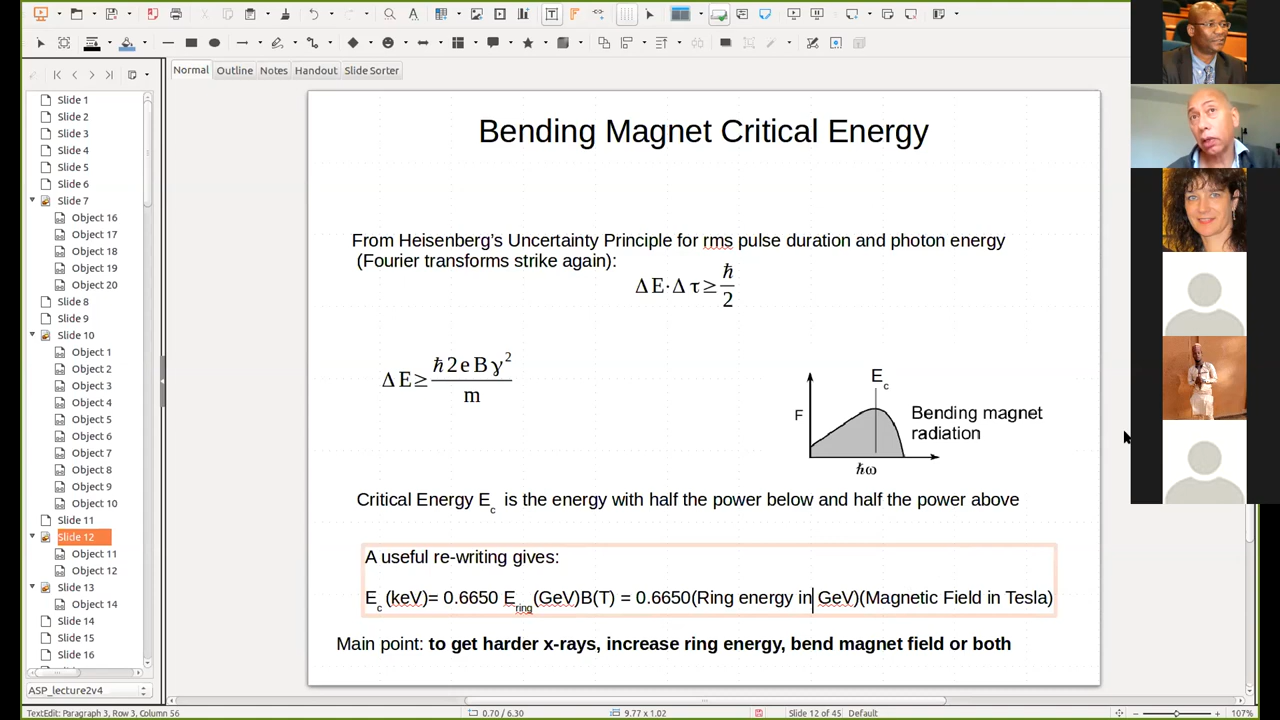 Normal
Outline
Notes
Handout
Slide Sorter
Slide 1
Slide 2
Slide 3
Slide 4
Slide 5
Slide 6
Slide 7
Object 16
Object 17
Object 18
Object 19
Object 20
Slide 8
Slide 9
Slide 10
Object 1
Object 2
Object 3
Object 4
Object 5
Object 6
Object 7
Object 8
Object 9
Object 10
Slide 11
Slide 12
Object 11
Object 12
Slide 13
Object 14
Slide 14
Slide 15
Slide 16
ASP_lecture2v4
Bending Magnet Critical Energy
From Heisenberg's Uncertainty Principle for rms pulse duration and photon energy
(Fourier transforms strike again):
Δ E·Δ τ≥ ħ/2
Δ E≥ ħ 2 e B γ²/m
E_c
F
Bending magnet
radiation
ħω
Critical Energy E_c is the energy with half the power below and half the power above
A useful re-writing gives:
E_c (keV)= 0.6650 E_ring (GeV)B(T) = 0.6650(Ring energy in GeV)(Magnetic Field in Tesla)
Main point: to get harder x-rays, increase ring energy, bend magnet field or both
TextEdit: Paragraph 3, Row 3, Column 56
0.70 / 6.30
9.77 x 1.02
Slide 12 of 45
Default
107%